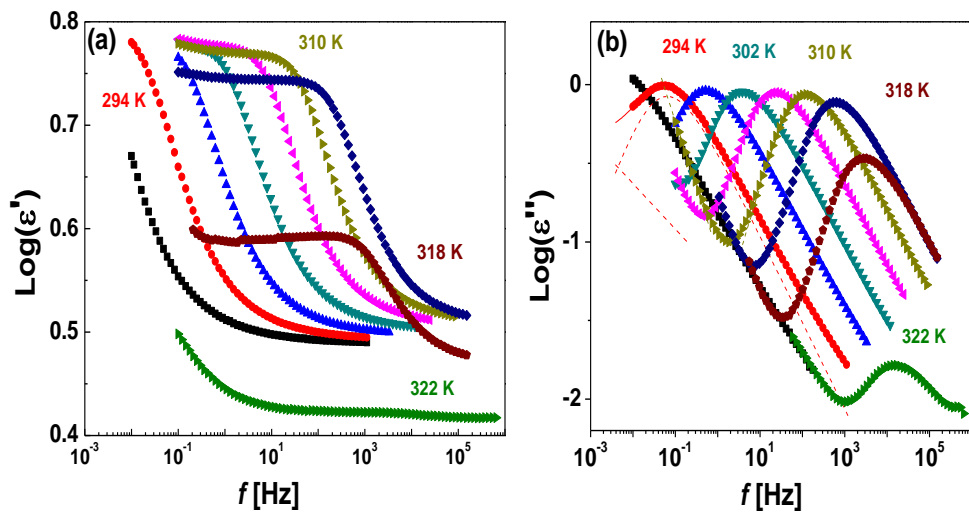 (a)
310 K
294 K
318 K
322 K
Log(ε')
0.8
0.7
0.6
0.5
0.4
10⁻³ 10⁻¹ 10¹ 10³ 10⁵
f [Hz]
(b)
294 K 302 K 310 K
318 K
322 K
Log(ε'')
0
-1
-2
10⁻³ 10⁻¹ 10¹ 10³ 10⁵
f [Hz]